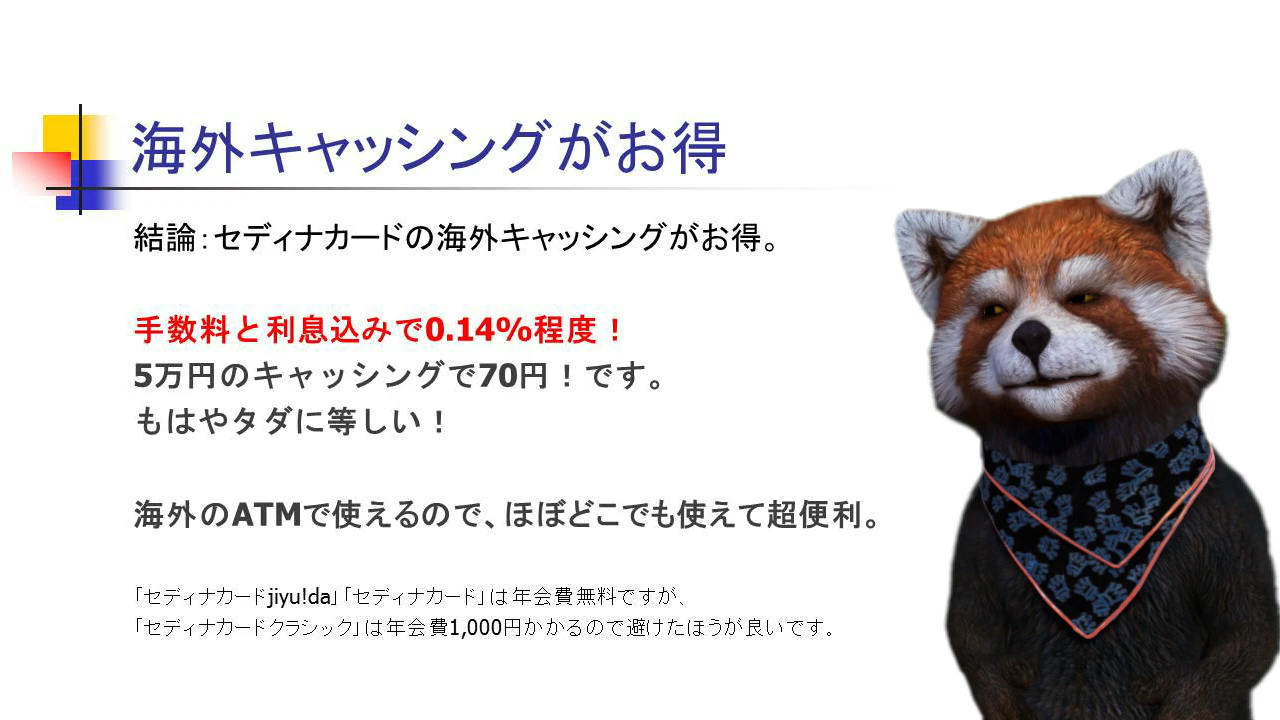 海外キャッシングがお得
結論：セディナカードの海外キャッシングがお得。
手数料と利息込みで0.14%程度！
5万円のキャッシングで70円！です。
もはやタダに等しい！
海外のATMで使えるので、ほぼどこでも使えて超便利。
「セディナカードjiyu!da」「セディナカード」は年会費無料ですが、
「セディナカードクラシック」は年会費1,000円かかるので避けたほうが良いです。